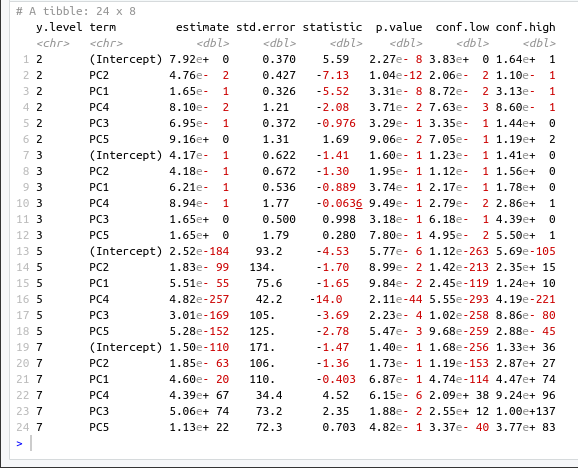 # A tibble: 24 x 8
y.level term estimate std.error statistic p.value conf.low conf.high
<chr> <chr> <dbl> <dbl> <dbl> <dbl> <dbl> <dbl>
1 2 (Intercept) 7.92e+ 0 0.370 5.59 2.27e- 8 3.83e+ 0 1.64e+ 1
2 2 PC2 4.76e- 2 0.427 -7.13 1.04e-12 2.06e- 2 1.10e- 1
3 2 PC1 1.65e- 1 0.326 -5.52 3.31e- 8 8.72e- 2 3.13e- 1
4 2 PC4 8.10e- 2 1.21 -2.08 3.71e- 2 7.63e- 3 8.60e- 1
5 2 PC3 6.95e- 1 0.372 -0.976 3.29e- 1 3.35e- 1 1.44e+ 0
6 2 PC5 9.16e+ 0 1.31 1.69 9.06e- 2 7.05e- 1 1.19e+ 2
7 3 (Intercept) 4.17e- 1 0.622 -1.41 1.60e- 1 1.23e- 1 1.41e+ 0
8 3 PC2 4.18e- 1 0.672 -1.30 1.95e- 1 1.12e- 1 1.56e+ 0
9 3 PC1 6.21e- 1 0.536 -0.889 3.74e- 1 2.17e- 1 1.78e+ 0
10 3 PC4 8.94e- 1 1.77 -0.0636 9.49e- 1 2.79e- 2 2.86e+ 1
11 3 PC3 1.65e+ 0 0.500 0.998 3.18e- 1 6.18e- 1 4.39e+ 0
12 3 PC5 1.65e+ 0 1.79 0.280 7.80e- 1 4.95e- 2 5.50e+ 1
13 5 (Intercept) 2.52e-184 93.2 -4.53 5.77e- 6 1.12e-263 5.69e-105
14 5 PC2 1.83e- 99 134. -1.70 8.99e- 2 1.42e-213 2.35e+ 15
15 5 PC1 5.51e- 55 75.6 -1.65 9.84e- 2 2.45e-119 1.24e+ 10
16 5 PC4 4.82e-257 42.2 -14.0 2.11e-44 5.55e-293 4.19e-221
17 5 PC3 3.01e-169 105. -3.69 2.23e- 4 1.02e-258 8.86e- 80
18 5 PC5 5.28e-152 125. -2.78 5.47e- 3 9.68e-259 2.88e- 45
19 7 (Intercept) 1.50e-110 171. -1.47 1.40e- 1 1.68e-256 1.33e+ 36
20 7 PC2 1.85e- 63 106. -1.36 1.73e- 1 1.19e-153 2.87e+ 27
21 7 PC1 4.60e- 20 110. -0.403 6.87e- 1 4.74e-114 4.47e+ 74
22 7 PC4 4.39e+ 67 34.4 4.52 6.15e- 6 2.09e+ 38 9.24e+ 96
23 7 PC3 5.06e+ 74 73.2 2.35 1.88e- 2 2.55e+ 12 1.00e+137
24 7 PC5 1.13e+ 22 72.3 0.703 4.82e- 1 3.37e- 40 3.77e+ 83
>